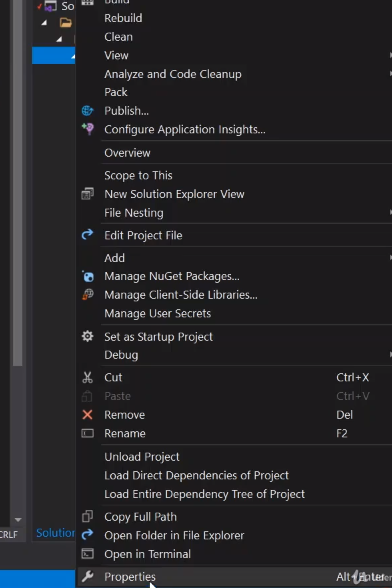 So
Build
Rebuild
Clean
View
Analyze and Code Cleanup
Pack
Publish...
Configure Application Insights...
Overview
Scope to This
New Solution Explorer View
File Nesting
Edit Project File
Add
Manage NuGet Packages...
Manage Client-Side Libraries...
Manage User Secrets
Set as Startup Project
Debug
Cut Ctrl+X
Paste Ctrl+V
Remove Del
Rename F2
Unload Project
Load Direct Dependencies of Project
Load Entire Dependency Tree of Project
Copy Full Path
CRLF
Solution
Open Folder in File Explorer
Open in Terminal
Properties Alt+Enter